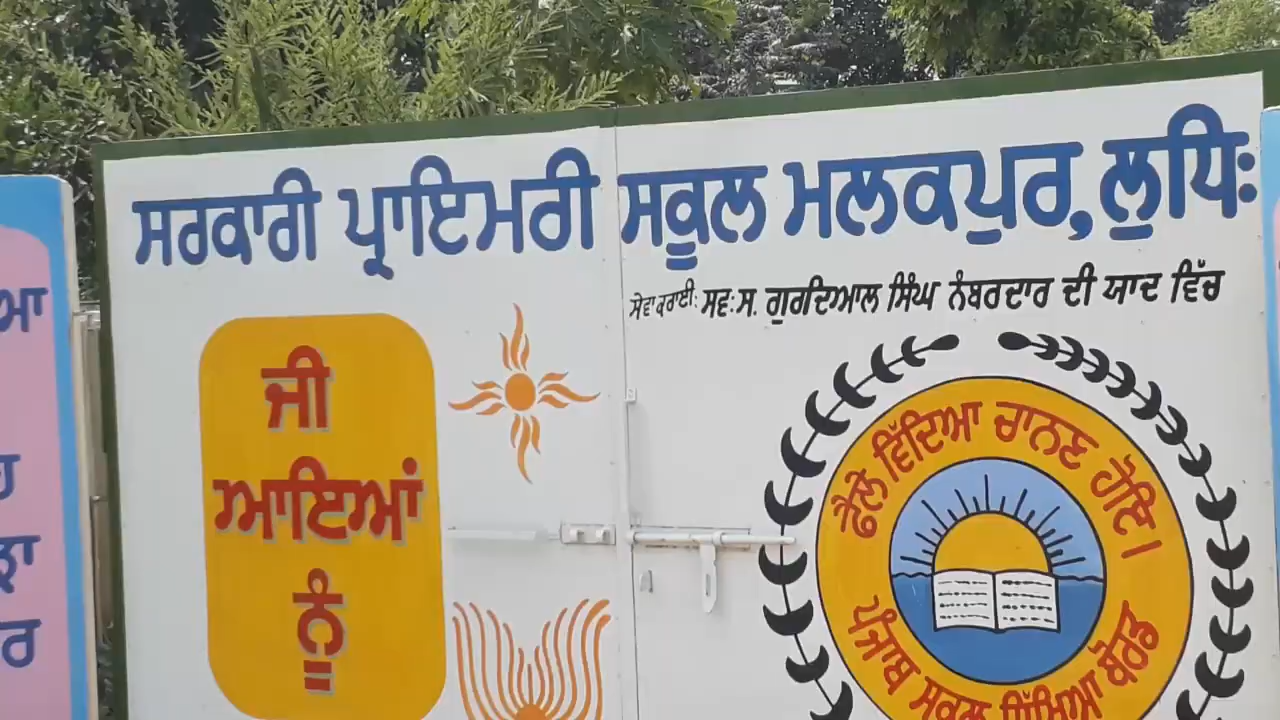 ਸਰਕਾਰੀ ਪ੍ਰਾਇਮਰੀ ਸਕੂਲ ਮਲਕਪੁਰ, ਲੁਧਿ:
ਸੇਵਾ ਕਰਾਈ: ਸਵ: ਸ. ਗੁਰਦਿਆਲ ਸਿੰਘ ਨੰਬਰਦਾਰ ਦੀ ਯਾਦ ਵਿੱਚ
ਜੀ
ਆਇਆਂ
ਨੂੰ
ਫੈਲੇ ਵਿੱਦਿਆ ਚਾਨਣ ਹੋਇ।
ਪੰਜਾਬ ਸਕੂਲ ਸਿੱਖਿਆ ਬੋਰਡ